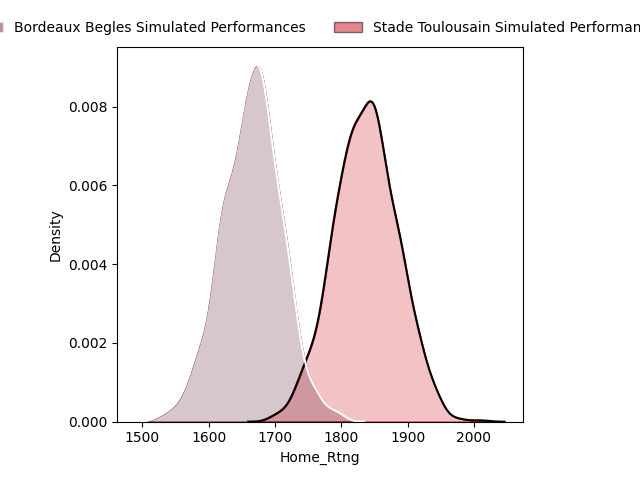 Bordeaux Begles Simulated Performances
Stade Toulousain Simulated
0.008
0.006
0.004
0.002
0.000
Density
1500 1600 1700 1800 1900 2000
Home_Rtng